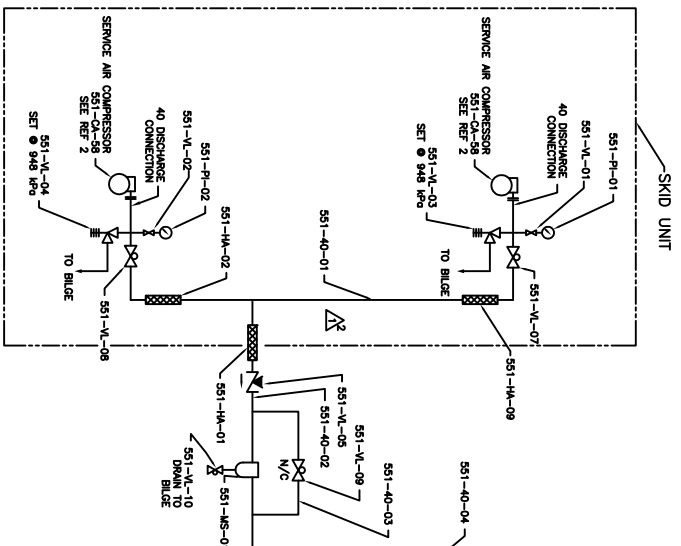 SKID UNIT
551-PI-01
551-VL-01
40 DISCHARGE
CONNECTION
SERVICE AIR COMPRESSOR
551-CA-58
SEE REF 2
551-VL-03
SET @ 948 kPa
TO BILGE
551-VL-07
551-HA-09
551-40-01
1
2
551-PI-02
551-VL-02
40 DISCHARGE
CONNECTION
SERVICE AIR COMPRESSOR
551-CA-58
SEE REF 2
551-VL-04
SET @ 948 kPa
TO BILGE
551-VL-08
551-HA-02
551-HA-01
551-VL-05
551-40-02
551-VL-09
N/C
551-40-03
551-40-04
551-VL-10
DRAIN TO
BILGE
551-MS-0